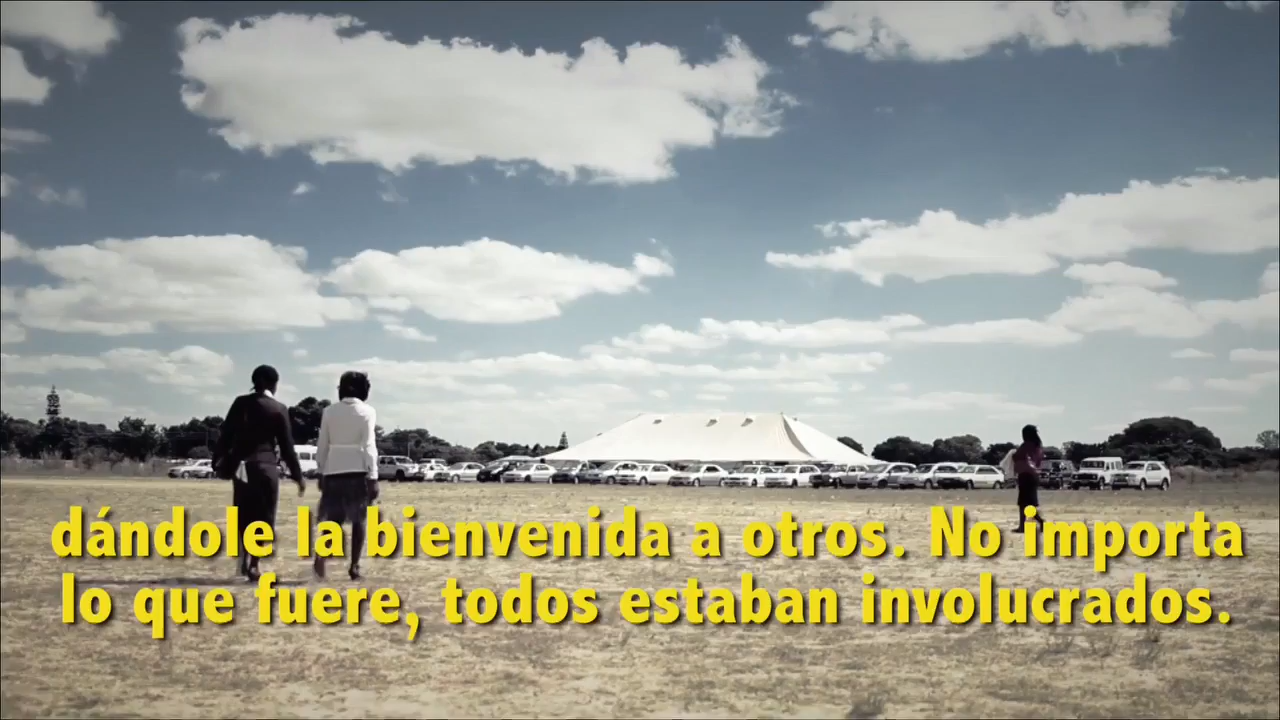 dándole la bienvenida a otros. No importa
lo que fuere, todos estaban involucrados.